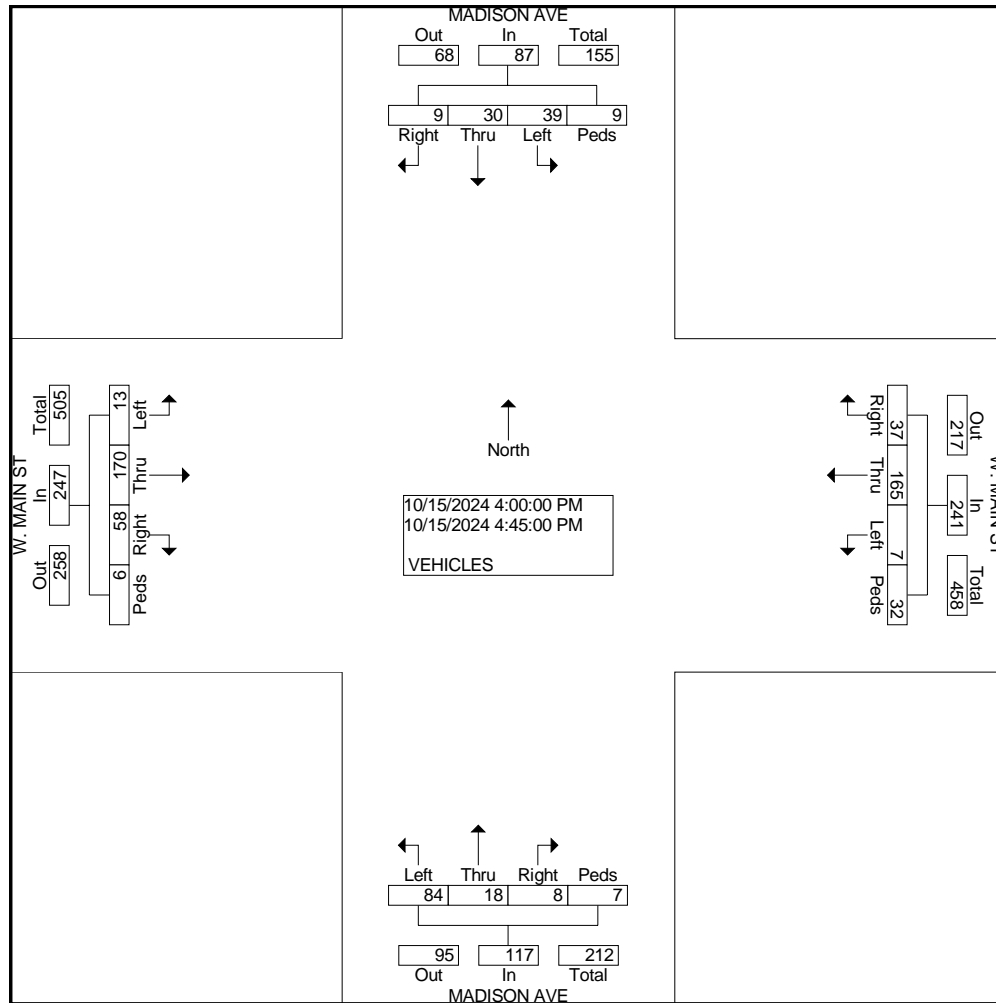 MADISON AVE
Out In Total
68 87 155
9 30 39 9
Right Thru Left Peds
W. MAIN ST
Total In Out
505 247 258
13 170 58 6
Left Thru Right Peds
North
10/15/2024 4:00:00 PM
10/15/2024 4:45:00 PM
VEHICLES
Right Thru Left Peds
37 165 7 32
Out In Total
217 241 458
W. MAIN ST
Left Thru Right Peds
84 18 8 7
95 117 212
Out In Total
MADISON AVE